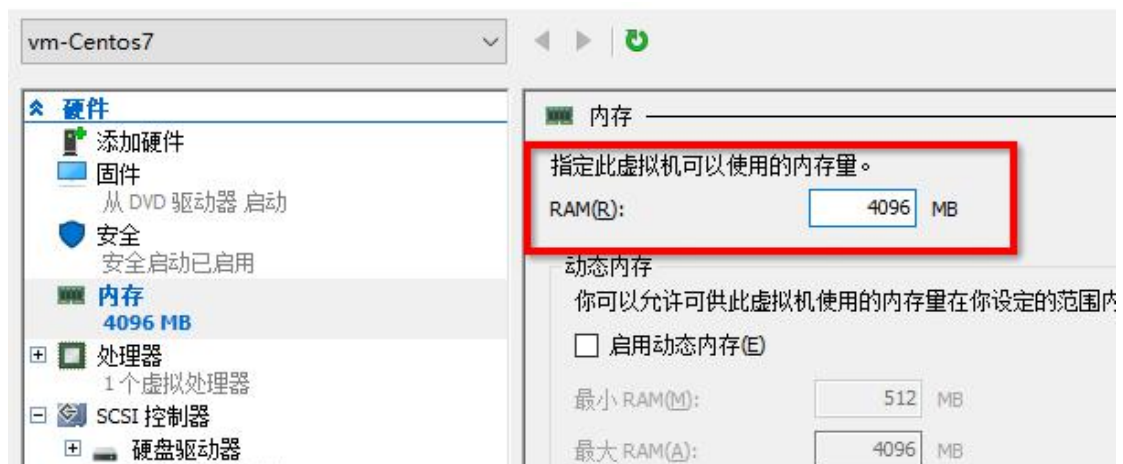 vm-Centos7
硬件
添加硬件
固件
从 DVD 驱动器 启动
安全
安全启动已启用
内存
4096 MB
处理器
1 个虚拟处理器
SCSI 控制器
硬盘驱动器
内存
指定此虚拟机可以使用的内存量。
RAM(R): 4096 MB
动态内存
你可以允许可供此虚拟机使用的内存量在你设定的范围内
启用动态内存(E)
最小 RAM(M): 512 MB
最大 RAM(A): 4096 MB